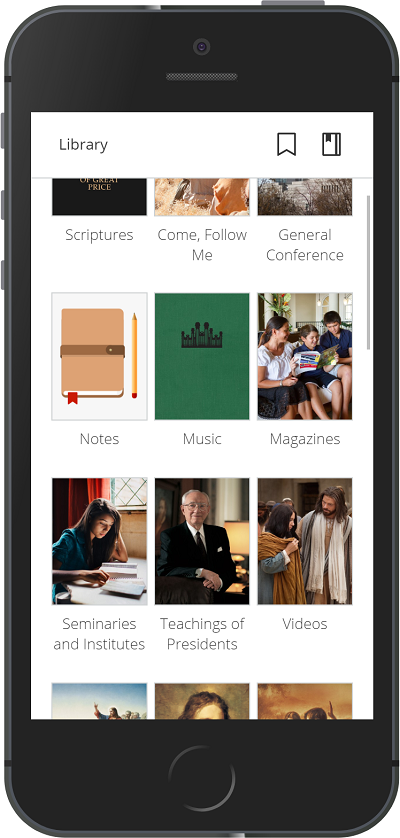 Library
OF GREAT
PRICE
Scriptures
Come, Follow
Me
General
Conference
Notes
Music
Magazines
Seminaries
and Institutes
Teachings of
Presidents
Videos